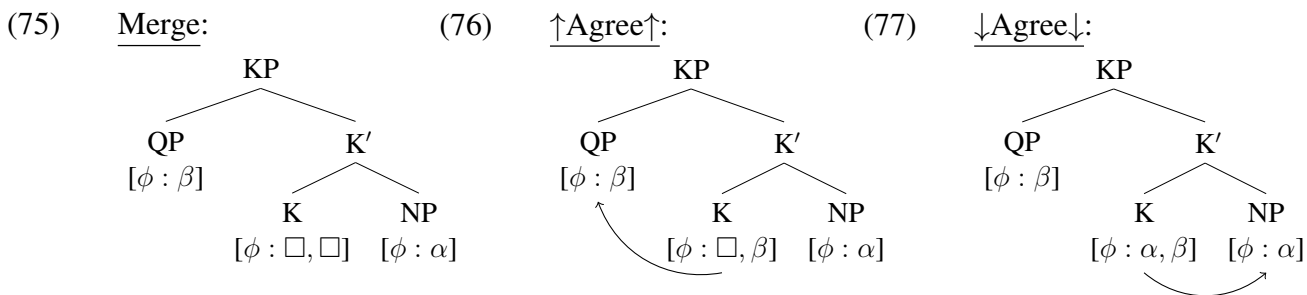 (75) Merge: (76) ↑Agree↑: (77) ↓Agree↓:
KP KP KP
QP K′ QP K′ QP K′
[ϕ : β] [ϕ : β] [ϕ : β]
K NP K NP K NP
[ϕ : □, □] [ϕ : α] [ϕ : □, β] [ϕ : α] [ϕ : α, β] [ϕ : α]